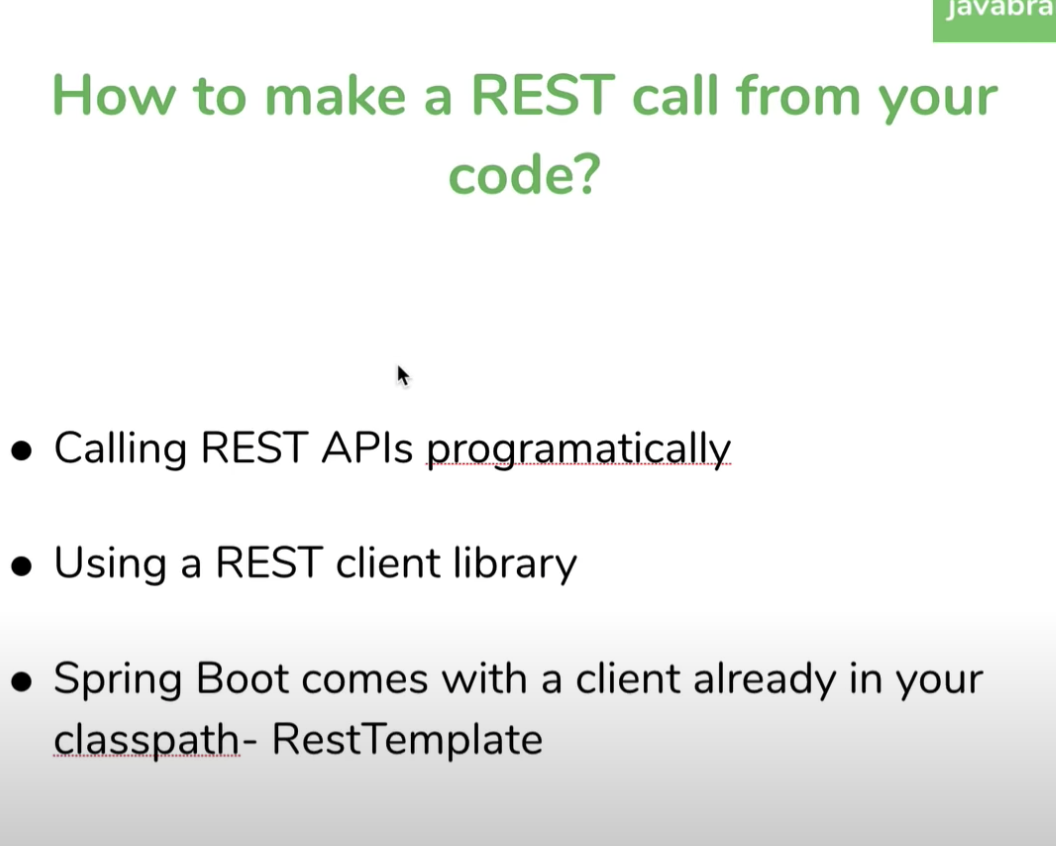 javabra
How to make a REST call from your
code?
• Calling REST APIs programatically
• Using a REST client library
• Spring Boot comes with a client already in your
classpath- RestTemplate